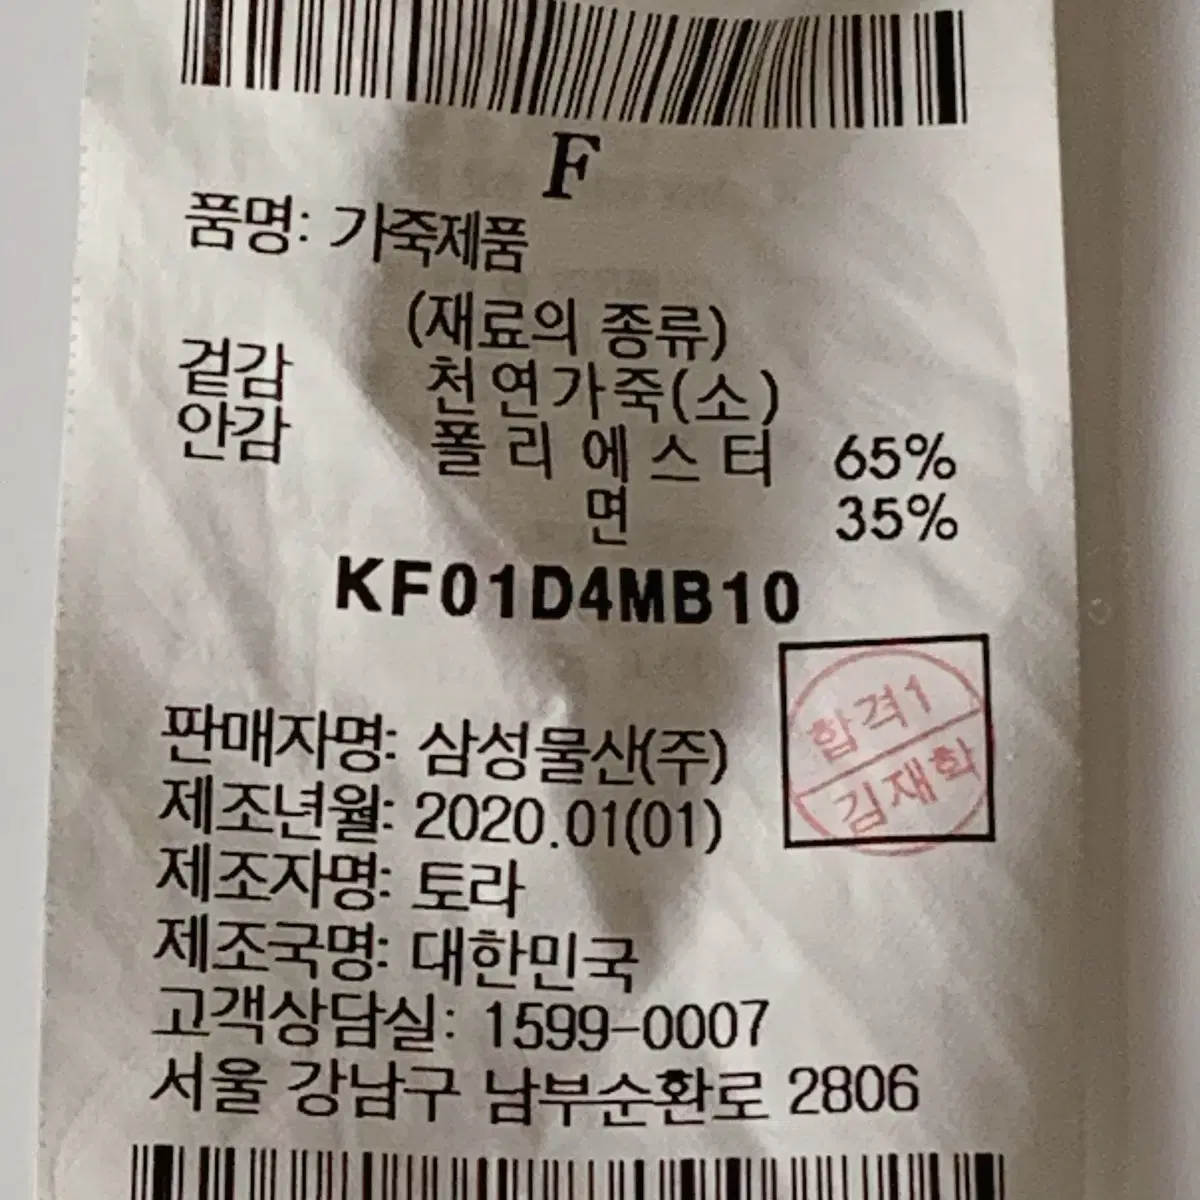 F
품명: 가죽제품
(재료의 종류)
겉감 천연가죽(소)
안감 폴리에스터 65%
면 35%
KF01D4MB10
합격1
김재학
판매자명: 삼성물산(주)
제조년월: 2020.01(01)
제조자명: 토라
제조국명: 대한민국
고객상담실: 1599-0007
서울 강남구 남부순환로 2806